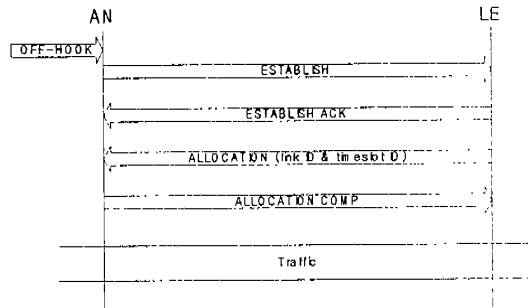 AN
LE
OFF-HOOK
ESTABLISH
ESTABLISH ACK
ALLOCATION (link ID & timeslot ID)
ALLOCATION COMP
Traffic